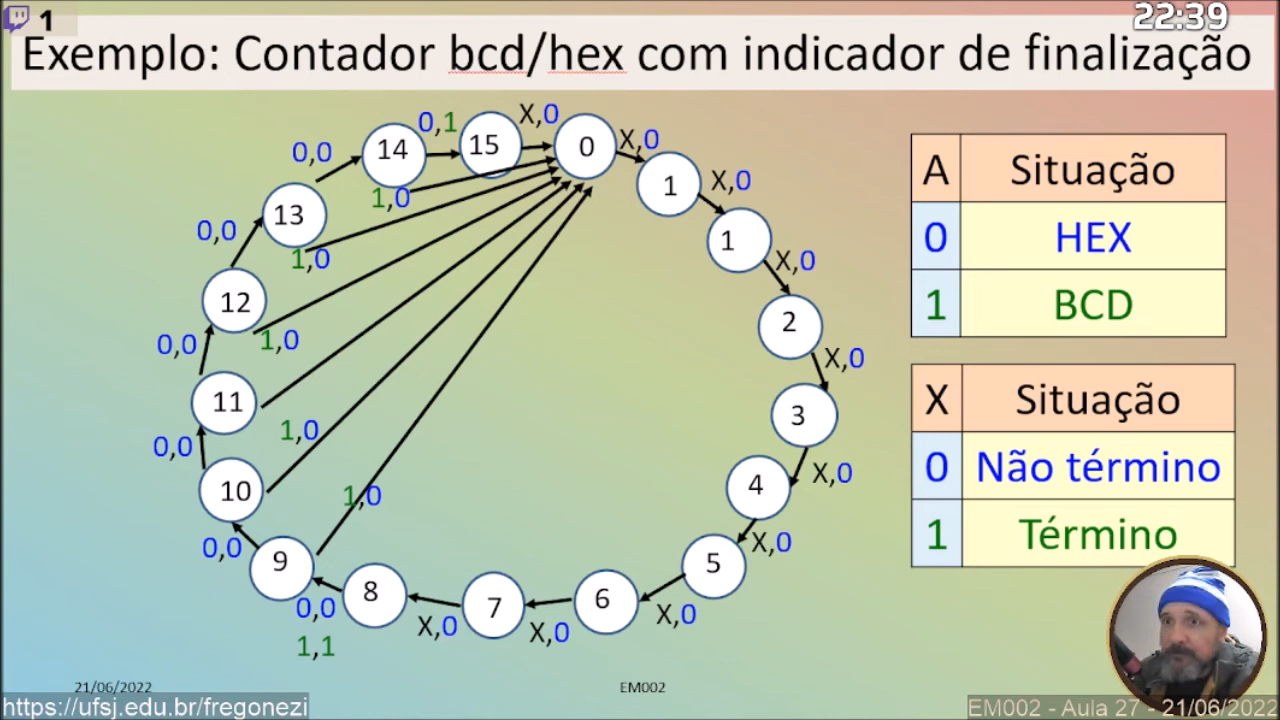 1
22:39
Exemplo: Contador bcd/hex com indicador de finalização
0,1
X,0
14
15
0
X,0
0,0
1
X,0
1,0
13
1
0,0
1,0
X,0
12
2
1,0
0,0
X,0
11
3
0,0
1,0
X,0
10
4
1,0
0,0
X,0
9
5
8
7
6
0,0
X,0
X,0
X,0
1,1
A Situação
0 HEX
1 BCD
X Situação
0 Não término
1 Término
21/06/2022
EM002
https://ufsj.edu.br/fregonezi
EM002 - Aula 27 - 21/06/2022